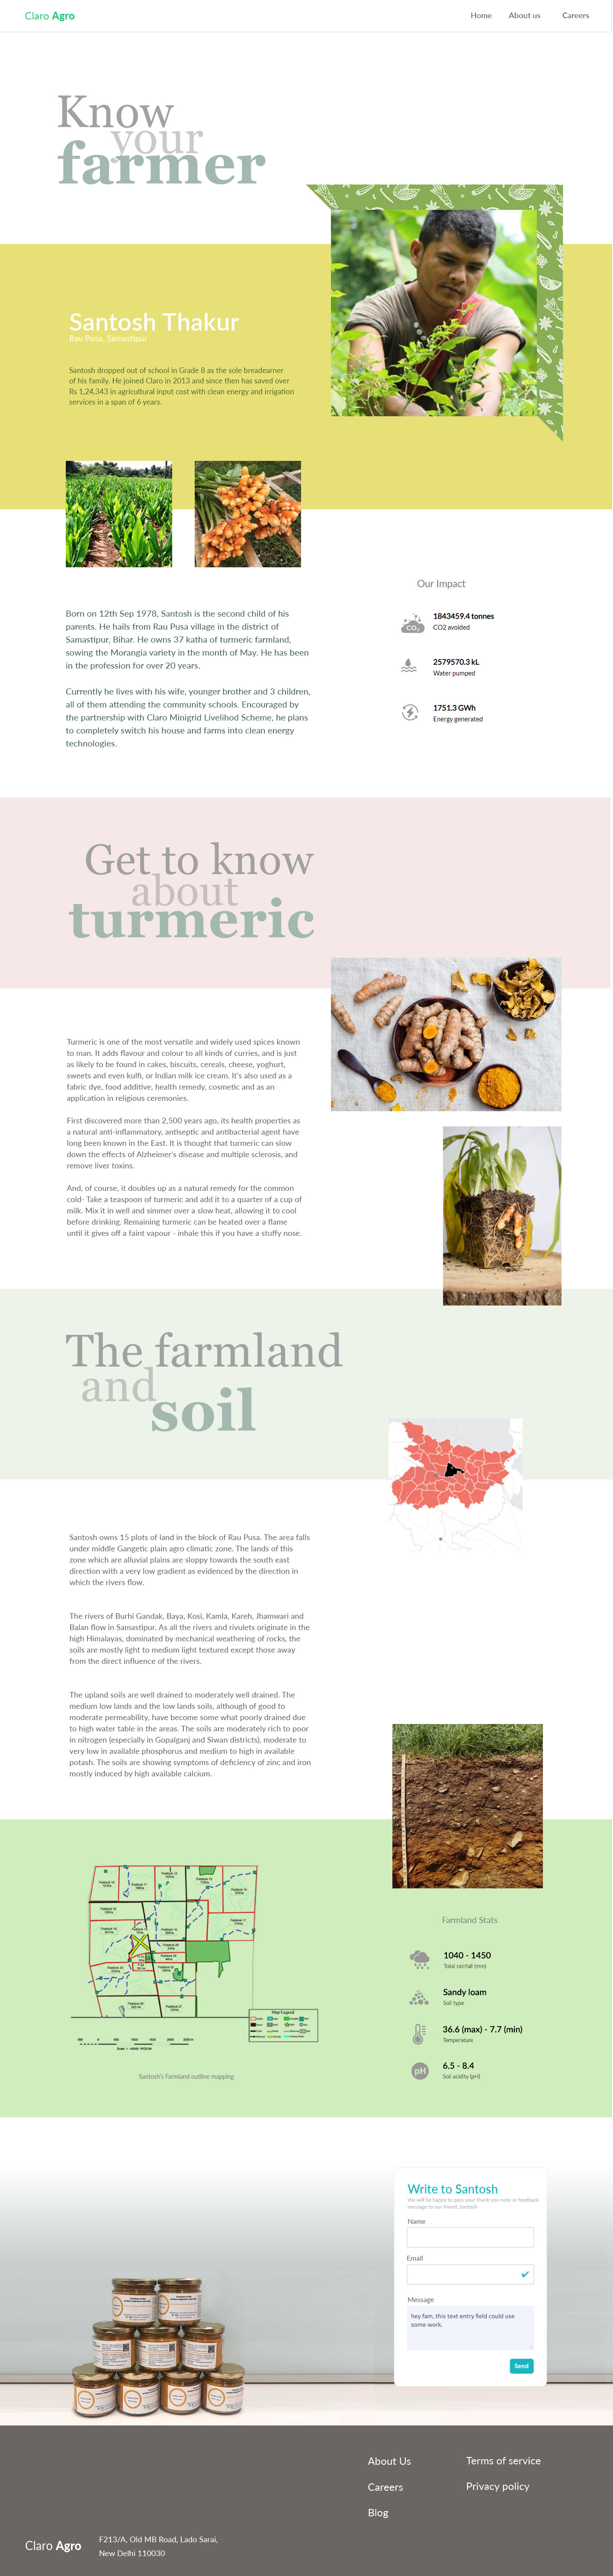 Claro Agro
Home About us Careers
Know
your
farmer
Santosh Thakur
Rau Pusa, Samastipur
Santosh dropped out of school in Grade 8 as the sole breadearner
of his family. He joined Claro in 2013 and since then has saved over
Rs 1,24,343 in agricultural input cost with clean energy and irrigation
services in a span of 6 years.
Born on 12th Sep 1978, Santosh is the second child of his
parents. He hails from Rau Pusa village in the district of
Samastipur, Bihar. He owns 37 katha of turmeric farmland,
sowing the Morangia variety in the month of May. He has been
in the profession for over 20 years.
Currently he lives with his wife, younger brother and 3 children,
all of them attending the community schools. Encouraged by
the partnership with Claro Minigrid Livelihod Scheme, he plans
to completely switch his house and farms into clean energy
technologies.
Our Impact
CO2
1843459.4 tonnes
CO2 avoided
2579570.3 kL
Water pumped
1751.3 GWh
Energy generated
Get to know
about
turmeric
Turmeric is one of the most versatile and widely used spices known
to man. It adds flavour and colour to all kinds of curries, and is just
as likely to be found in cakes, biscuits, cereals, cheese, yoghurt,
sweets and even kulfi, or Indian milk ice cream. It's also used as a
fabric dye, food additive, health remedy, cosmetic and as an
application in religious ceremonies.
First discovered more than 2,500 years ago, its health properties as
a natural anti-inflammatory, antiseptic and antibacterial agent have
long been known in the East. It is thought that turmeric can slow
down the effects of Alzheimer's disease and multiple sclerosis, and
remove liver toxins.
And, of course, it doubles up as a natural remedy for the common
cold- Take a teaspoon of turmeric and add it to a quarter of a cup of
milk. Mix it in well and simmer over a slow heat, allowing it to cool
before drinking. Remaining turmeric can be heated over a flame
until it gives off a faint vapour - inhale this if you have a stuffy nose.
The farmland
and
soil
Santosh owns 15 plots of land in the block of Rau Pusa. The area falls
under middle Gangetic plain agro climatic zone. The lands of this
zone which are alluvial plains are sloppy towards the south east
direction with a very low gradient as evidenced by the direction in
which the rivers flow.
The rivers of Burhi Gandak, Baya, Kosi, Kamla, Kareh, Jhamwari and
Balan flow in Samastipur. As all the rivers and rivulets originate in the
high Himalayas, dominated by mechanical weathering of rocks, the
soils are mostly light to medium light textured except those away
from the direct influence of the rivers.
The upland soils are well drained to moderately well drained. The
medium low lands and the low lands soils, although of good to
moderate permeability, have become some what poorly drained due
to high water table in the areas. The soils are moderately rich to poor
in nitrogen (especially in Gopalganj and Siwan districts), moderate to
very low in available phosphorus and medium to high in available
potash. The soils are showing symptoms of deficiency of zinc and iron
mostly induced by high available calcium.
Map Legend
Santosh's Farmland outline mapping
Farmland Stats
1040 - 1450
Total rainfall (mm)
Sandy loam
Soil type
36.6 (max) - 7.7 (min)
Temperature
pH
6.5 - 8.4
Soil acidity (pH)
Write to Santosh
We will be happy to pass your thank you note or feedback
message to our friend, Santosh
Name
Email
Message
hey fam, this text entry field could use
some work.
Send
About Us Terms of service
Careers Privacy policy
Blog
Claro Agro
F213/A, Old MB Road, Lado Sarai,
New Delhi 110030